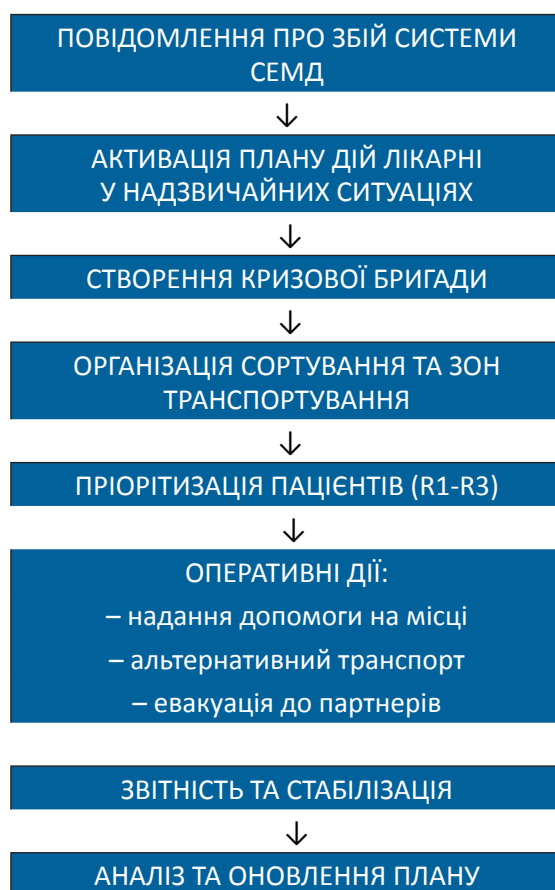 ПОВІДОМЛЕННЯ ПРО ЗБІЙ СИСТЕМИ
СЕМД
↓
АКТИВАЦІЯ ПЛАНУ ДІЙ ЛІКАРНІ
У НАДЗВИЧАЙНИХ СИТУАЦІЯХ
↓
СТВОРЕННЯ КРИЗОВОЇ БРИГАДИ
↓
ОРГАНІЗАЦІЯ СОРТУВАННЯ ТА ЗОН
ТРАНСПОРТУВАННЯ
↓
ПРІОРИТИЗАЦІЯ ПАЦІЄНТІВ (R1-R3)
↓
ОПЕРАТИВНІ ДІЇ:
– надання допомоги на місці
– альтернативний транспорт
– евакуація до партнерів
ЗВІТНІСТЬ ТА СТАБІЛІЗАЦІЯ
↓
АНАЛІЗ ТА ОНОВЛЕННЯ ПЛАНУ